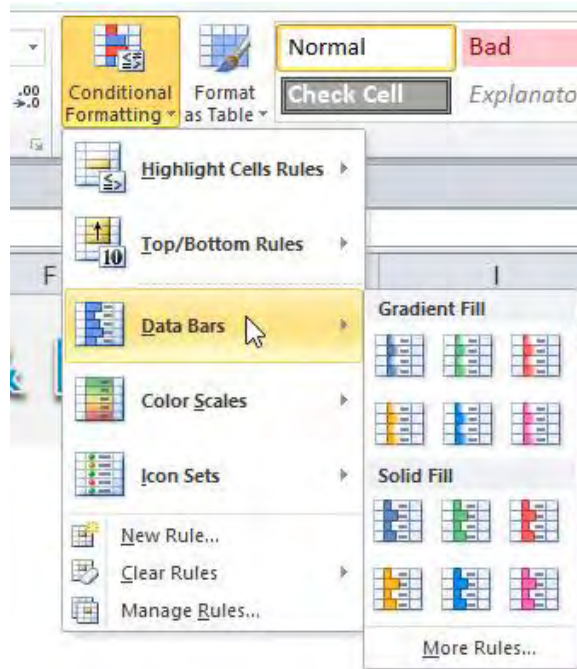 Normal
Bad
.00
.0
Conditional
Formatting
Format
as Table
Check Cell
Explanato
Highlight Cells Rules
10
Top/Bottom Rules
F
I
Data Bars
Gradient Fill
Color Scales
Icon Sets
Solid Fill
New Rule...
Clear Rules
Manage Rules...
More Rules...